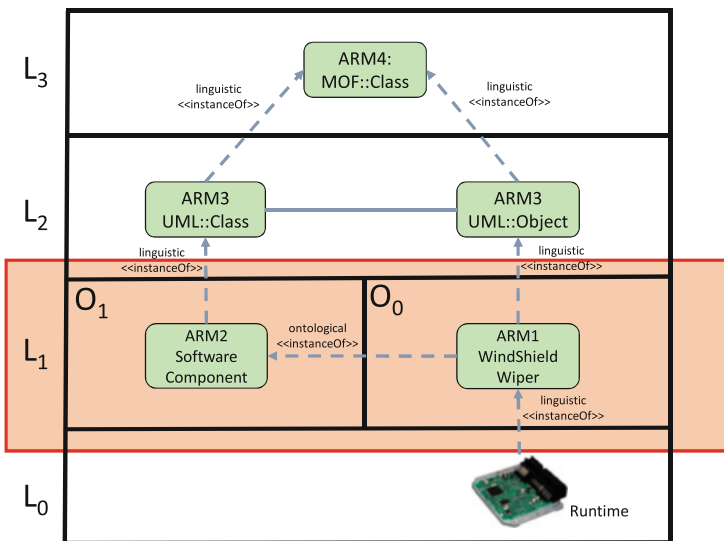 L3
ARM4:
MOF::Class
linguistic
<<instanceOf>>
linguistic
<<instanceOf>>
L2
ARM3
UML::Class
ARM3
UML::Object
linguistic
<<instanceOf>>
linguistic
<<instanceOf>>
O1
O0
L1
ARM2
Software
Component
ontological
<<instanceOf>>
ARM1
WindShield
Wiper
linguistic
<<instanceOf>>
L0
Runtime